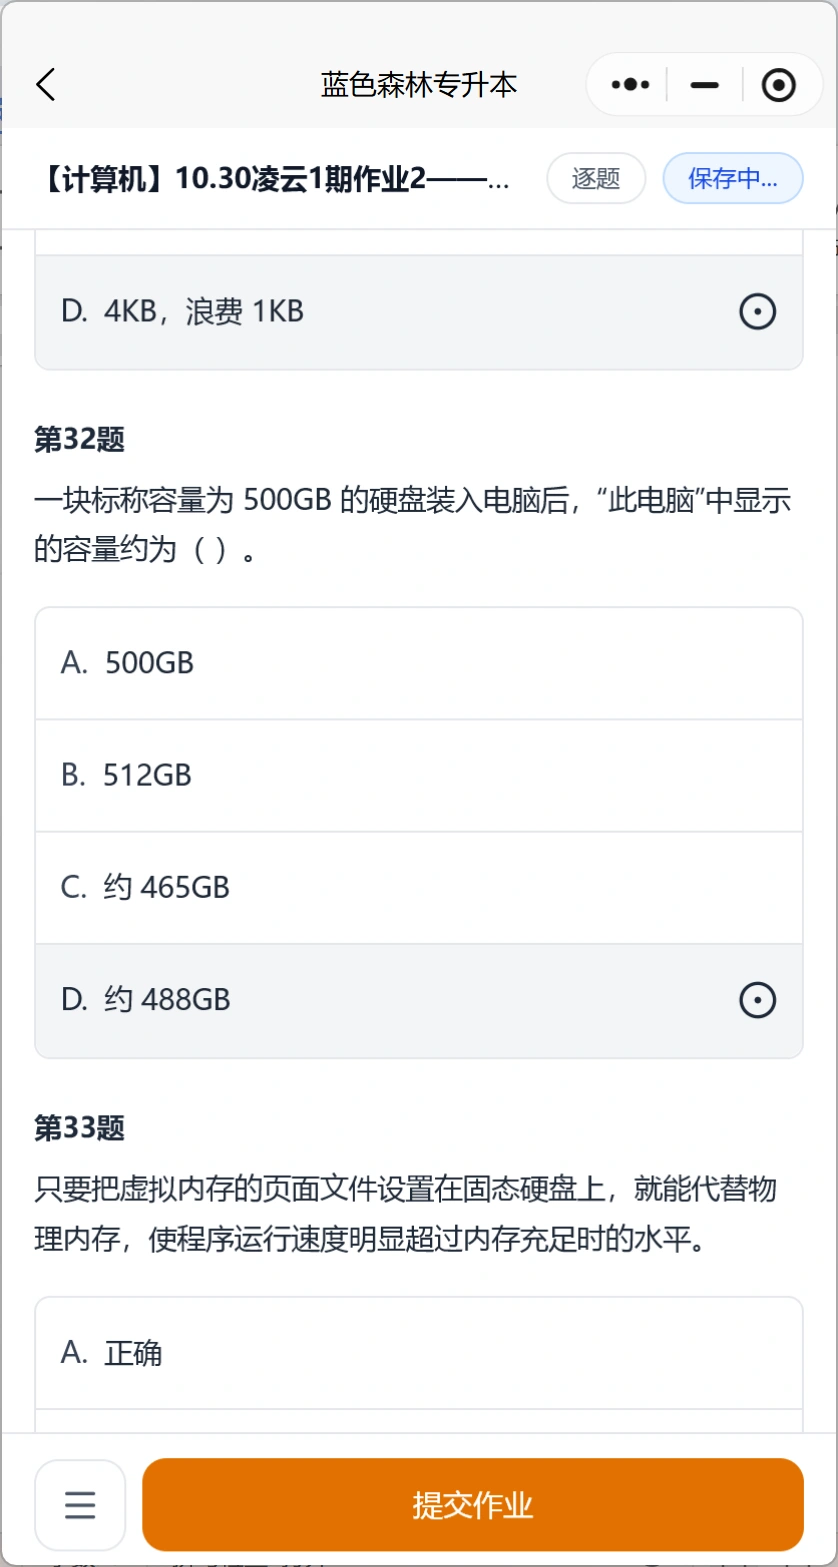 蓝色森林专升本
【计算机】10.30凌云1期作业2——...
逐题
保存中...
D. 4KB，浪费 1KB
第32题
一块标称容量为 500GB 的硬盘装入电脑后，“此电脑”中显示
的容量约为（ ）。
A. 500GB
B. 512GB
C. 约 465GB
D. 约 488GB
第33题
只要把虚拟内存的页面文件设置在固态硬盘上，就能代替物
理内存，使程序运行速度明显超过内存充足时的水平。
A. 正确
提交作业